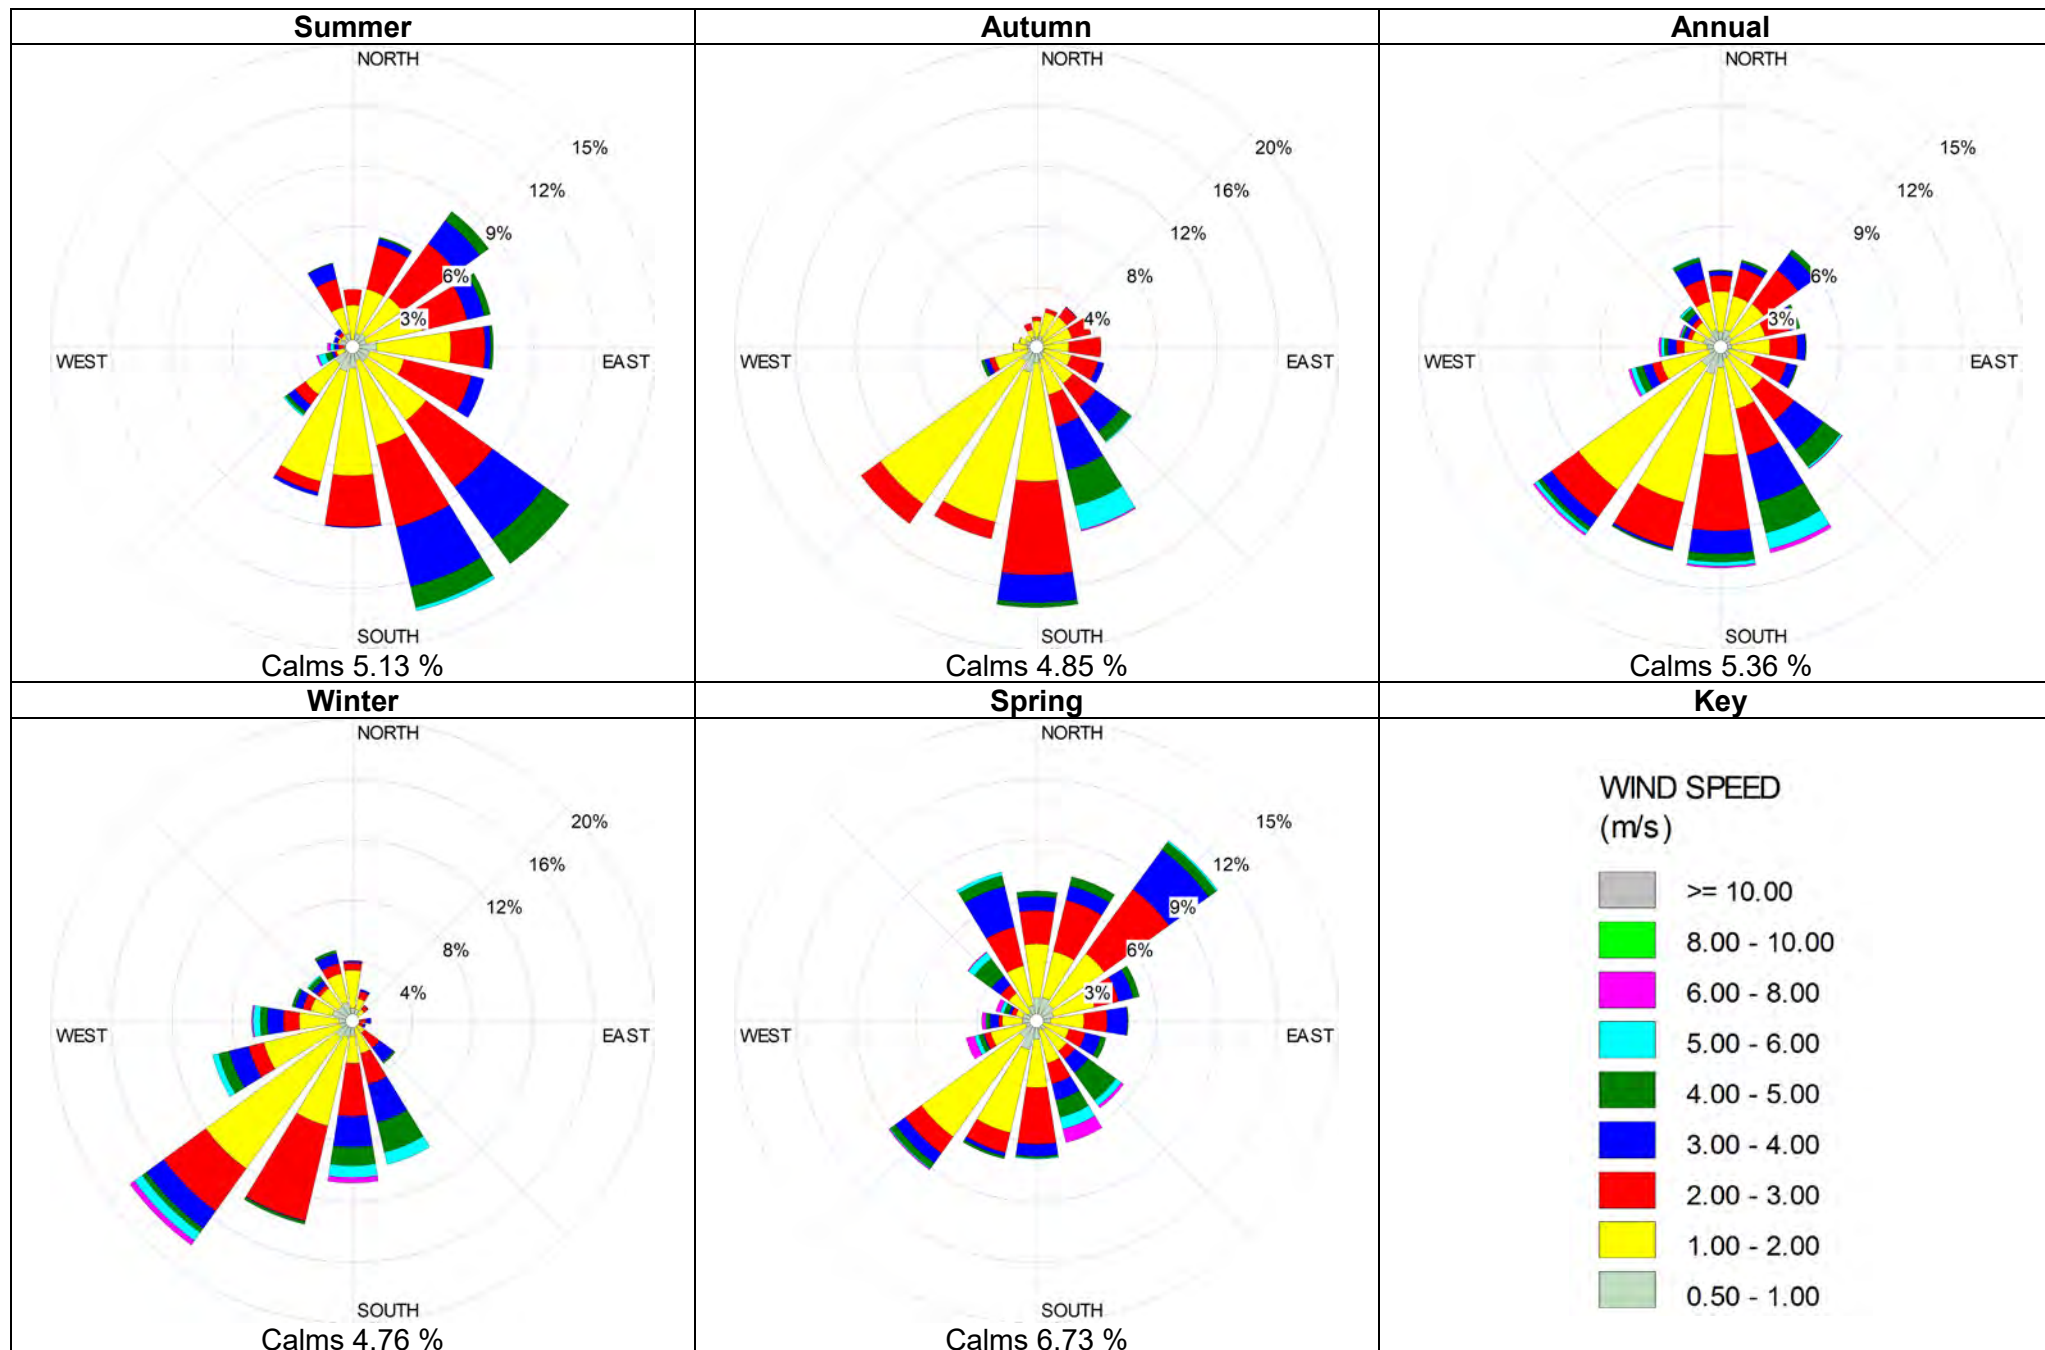 Summer
NORTH
15%
12%
9%
6%
3%
WEST
EAST
SOUTH
Calms 5.13 %
Autumn
NORTH
20%
16%
12%
8%
4%
WEST
EAST
SOUTH
Calms 4.85 %
Annual
NORTH
15%
12%
9%
6%
3%
WEST
EAST
SOUTH
Calms 5.36 %
Winter
NORTH
20%
16%
12%
8%
4%
WEST
EAST
SOUTH
Calms 4.76 %
Spring
NORTH
15%
12%
9%
6%
3%
WEST
EAST
SOUTH
Calms 6.73 %
Key
WIND SPEED
(m/s)
>= 10.00
8.00 - 10.00
6.00 - 8.00
5.00 - 6.00
4.00 - 5.00
3.00 - 4.00
2.00 - 3.00
1.00 - 2.00
0.50 - 1.00